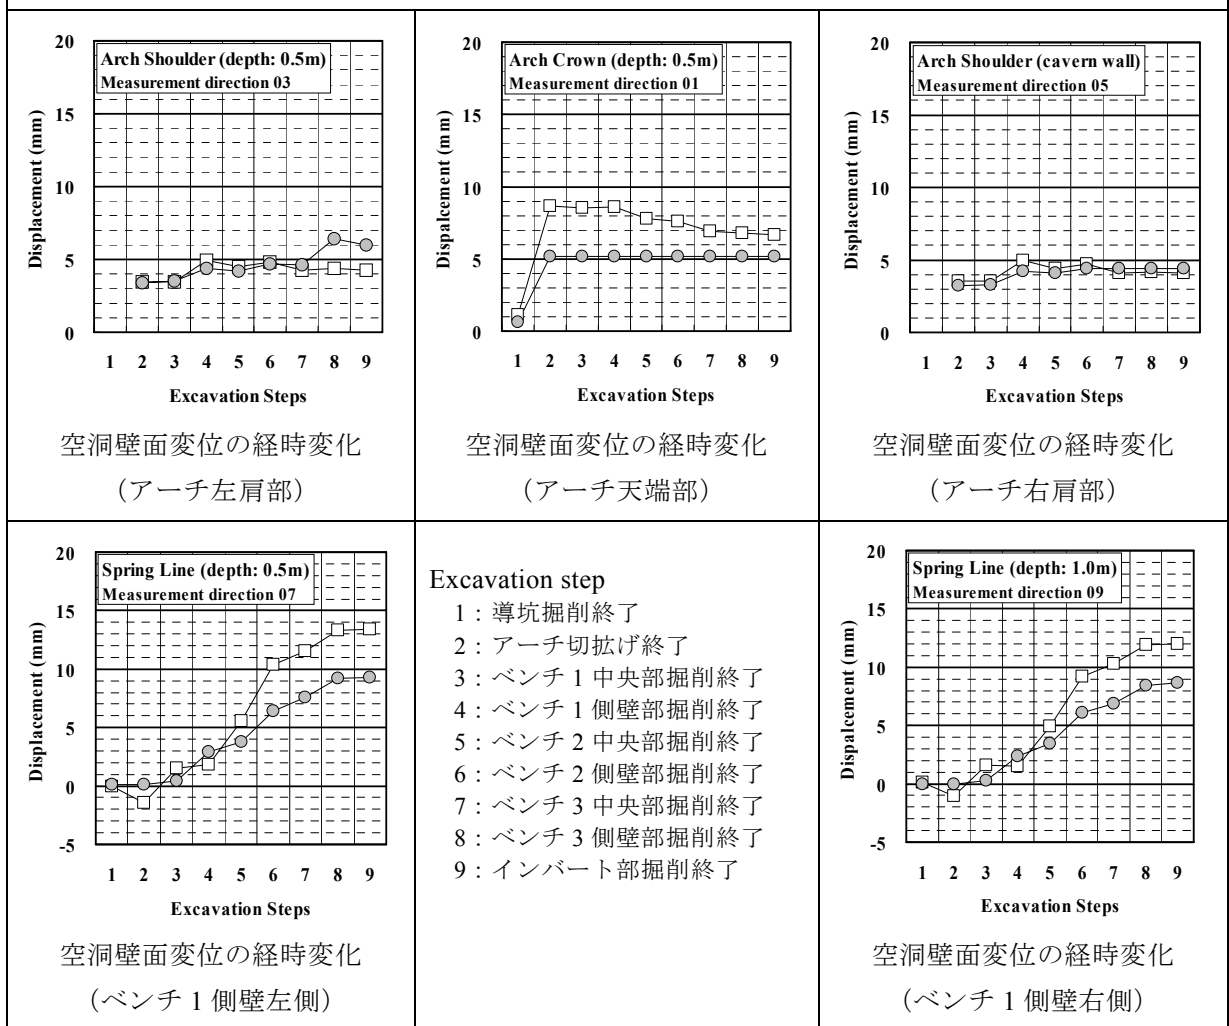 20
15
10
5
0
Displacement (mm)
Arch Shoulder (depth: 0.5m)
Measurement direction 03
1 2 3 4 5 6 7 8 9
Excavation Steps
空洞壁面変位の経時変化
（アーチ左肩部）
20
15
10
5
0
Dispalcement (mm)
Arch Crown (depth: 0.5m)
Measurement direction 01
1 2 3 4 5 6 7 8 9
Excavation Steps
空洞壁面変位の経時変化
（アーチ天端部）
20
15
10
5
0
Displacement (mm)
Arch Shoulder (cavern wall)
Measurement direction 05
1 2 3 4 5 6 7 8 9
Excavation Steps
空洞壁面変位の経時変化
（アーチ右肩部）
20
15
10
5
0
-5
Displacement (mm)
Spring Line (depth: 0.5m)
Measurement direction 07
1 2 3 4 5 6 7 8 9
Excavation Steps
空洞壁面変位の経時変化
（ベンチ1側壁左側）
Excavation step
1：導坑掘削終了
2：アーチ切拡げ終了
3：ベンチ1中央部掘削終了
4：ベンチ1側壁部掘削終了
5：ベンチ2中央部掘削終了
6：ベンチ2側壁部掘削終了
7：ベンチ3中央部掘削終了
8：ベンチ3側壁部掘削終了
9：インバート部掘削終了
20
15
10
5
0
-5
Dispalcement (mm)
Spring Line (depth: 1.0m)
Measurement direction 09
1 2 3 4 5 6 7 8 9
Excavation Steps
空洞壁面変位の経時変化
（ベンチ1側壁右側）